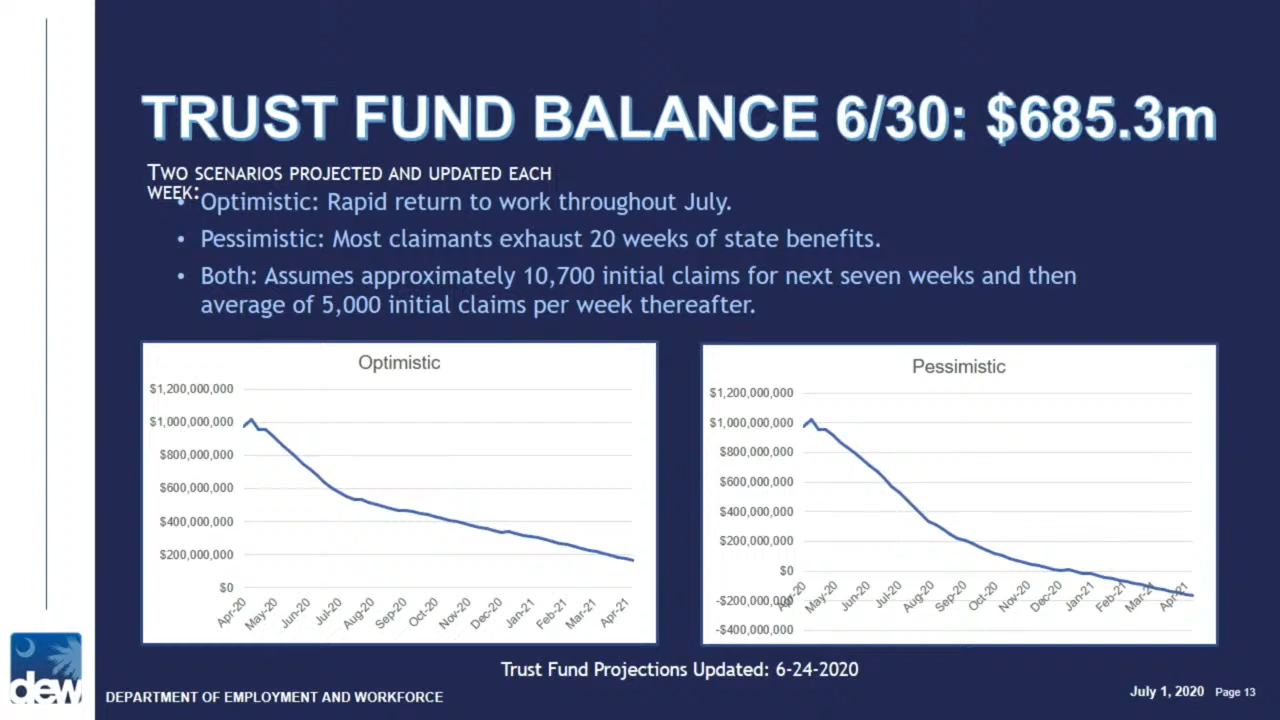 TRUST FUND BALANCE 6/30: $685.3m
TWO SCENARIOS PROJECTED AND UPDATED EACH
WEEK:
• Optimistic: Rapid return to work throughout July.
• Pessimistic: Most claimants exhaust 20 weeks of state benefits.
• Both: Assumes approximately 10,700 initial claims for next seven weeks and then
average of 5,000 initial claims per week thereafter.
Optimistic
$1,200,000,000
$1,000,000,000
$800,000,000
$600,000,000
$400,000,000
$200,000,000
$0
Apr-20 May-20 Jun-20 Jul-20 Aug-20 Sep-20 Oct-20 Nov-20 Dec-20 Jan-21 Feb-21 Mar-21 Apr-21
Pessimistic
$1,200,000,000
$1,000,000,000
$800,000,000
$600,000,000
$400,000,000
$200,000,000
$0
-$200,000,000
-$400,000,000
Apr-20 May-20 Jun-20 Jul-20 Aug-20 Sep-20 Oct-20 Nov-20 Dec-20 Jan-21 Feb-21 Mar-21 Apr-21
Trust Fund Projections Updated: 6-24-2020
dew
DEPARTMENT OF EMPLOYMENT AND WORKFORCE
July 1, 2020 Page 13